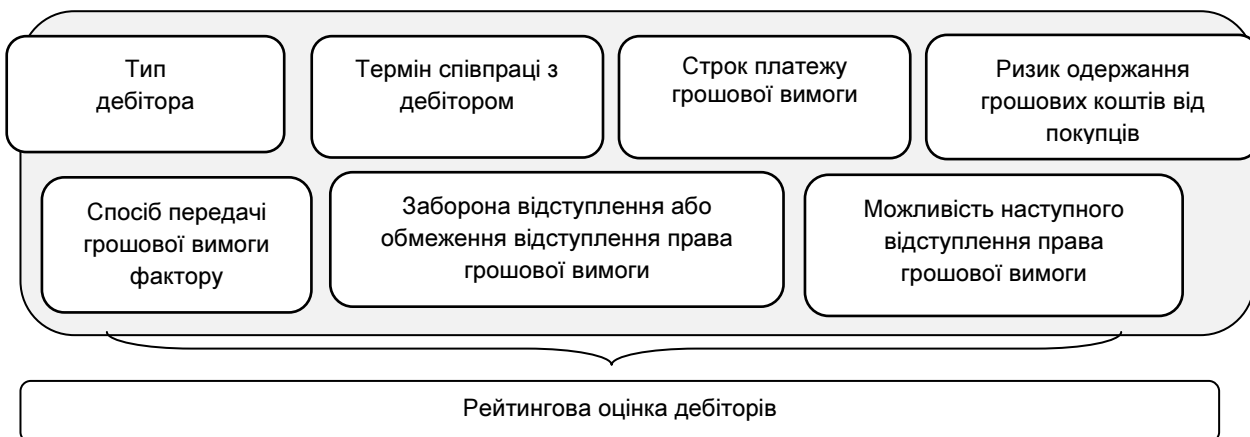 Тип
дебітора
Термін співпраці з
дебітором
Строк платежу
грошової вимоги
Ризик одержання
грошових коштів від
покупців
Спосіб передачі
грошової вимоги
фактору
Заборона відступлення або
обмеження відступлення права
грошової вимоги
Можливість наступного
відступлення права
грошової вимоги
Рейтингова оцінка дебіторів